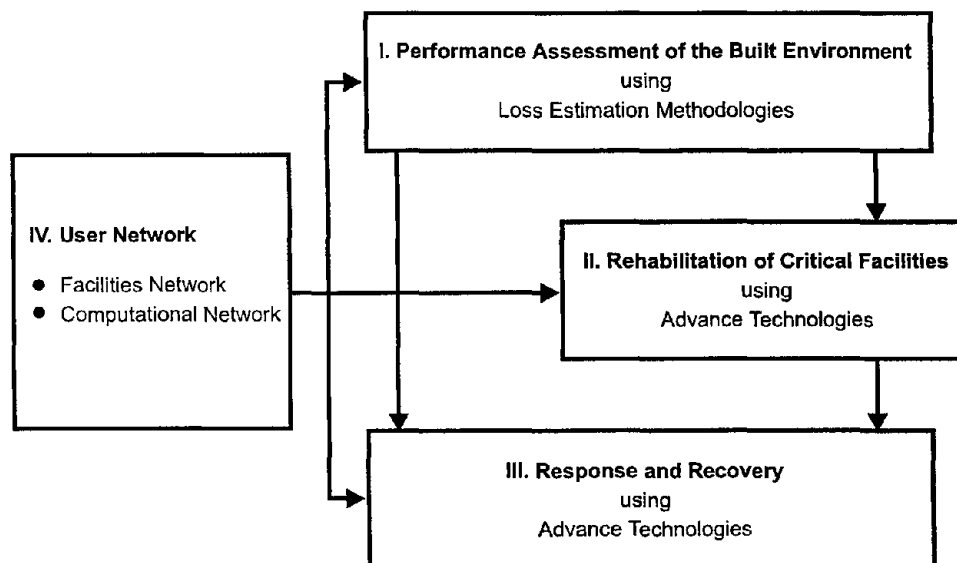 I. Performance Assessment of the Built Environment
using
Loss Estimation Methodologies
IV. User Network
● Facilities Network
● Computational Network
II. Rehabilitation of Critical Facilities
using
Advance Technologies
III. Response and Recovery
using
Advance Technologies